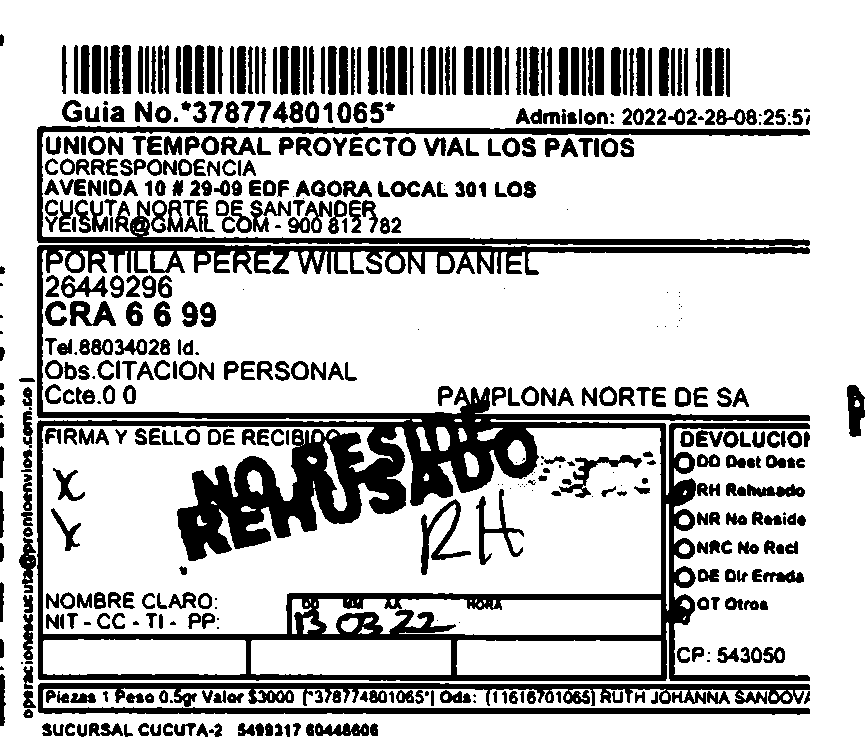 Guia No.*378774801065*
Admision: 2022-02-28-08:25:57
UNION TEMPORAL PROYECTO VIAL LOS PATIOS
CORRESPONDENCIA
AVENIDA 10 # 29-09 EDF AGORA LOCAL 301 LOS
CUCUTA NORTE DE SANTANDER
YEISMIR@GMAIL COM - 900 812 782
PORTILLA PEREZ WILLSON DANIEL
26449296
CRA 6 6 99
Tel.88034028 Id.
Obs.CITACION PERSONAL
Ccte.0 0 PAMPLONA NORTE DE SA
FIRMA Y SELLO DE RECIBIDO
NO RESIDE
REHUSADO
RH
X
X
DEVOLUCION
DD Dest Desc
RH Rehusado
NR No Reside
NRC No Recl
DE Dir Errada
OT Otros
NOMBRE CLARO:
NIT - CC - TI - PP:
DD MM AA HORA
13 03 22
CP: 543050
Piezas 1 Peso 0.5gr Valor $3000 [*378774801065*] Ods: (11616701065) RUTH JOHANNA SANDOVA
SUCURSAL CUCUTA-2 5499317 60448606
operacionescucuta@prontoenvios.com.co |